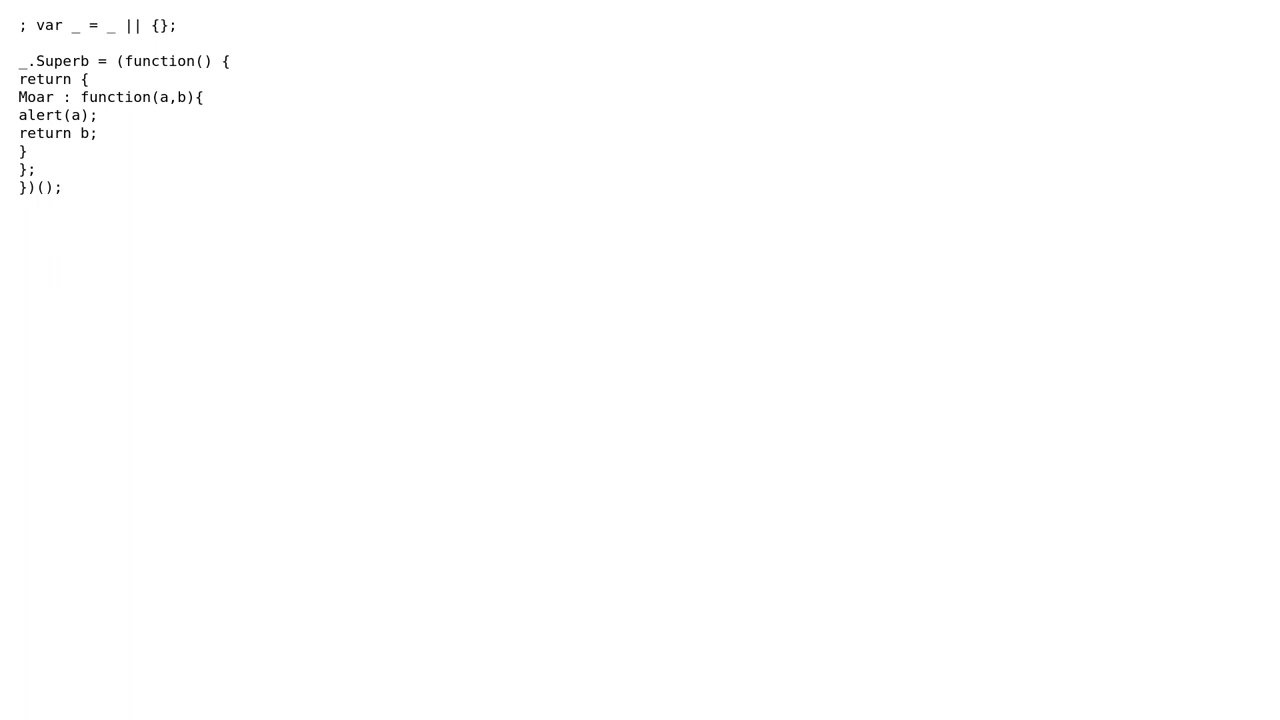 ; var _ = _ || {};
_.Superb = (function() {
return {
Moar : function(a,b){
alert(a);
return b;
}
};
})();